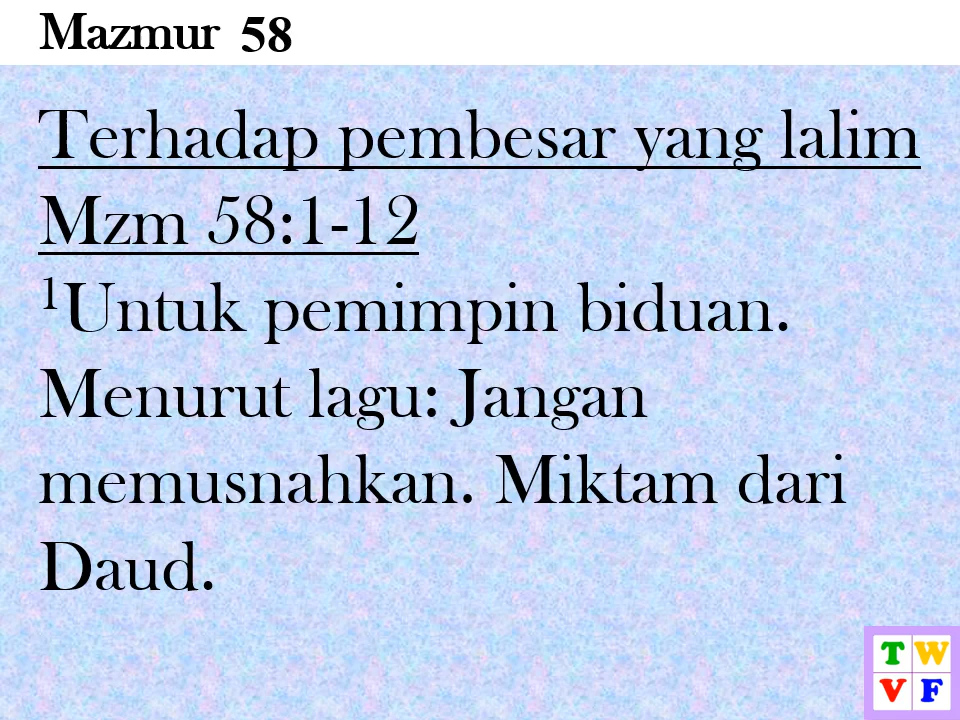 Mazmur 58
Terhadap pembesar yang lalim
Mzm 58:1-12
¹Untuk pemimpin biduan.
Menurut lagu: Jangan
memusnahkan. Miktam dari
Daud.
T W
V F